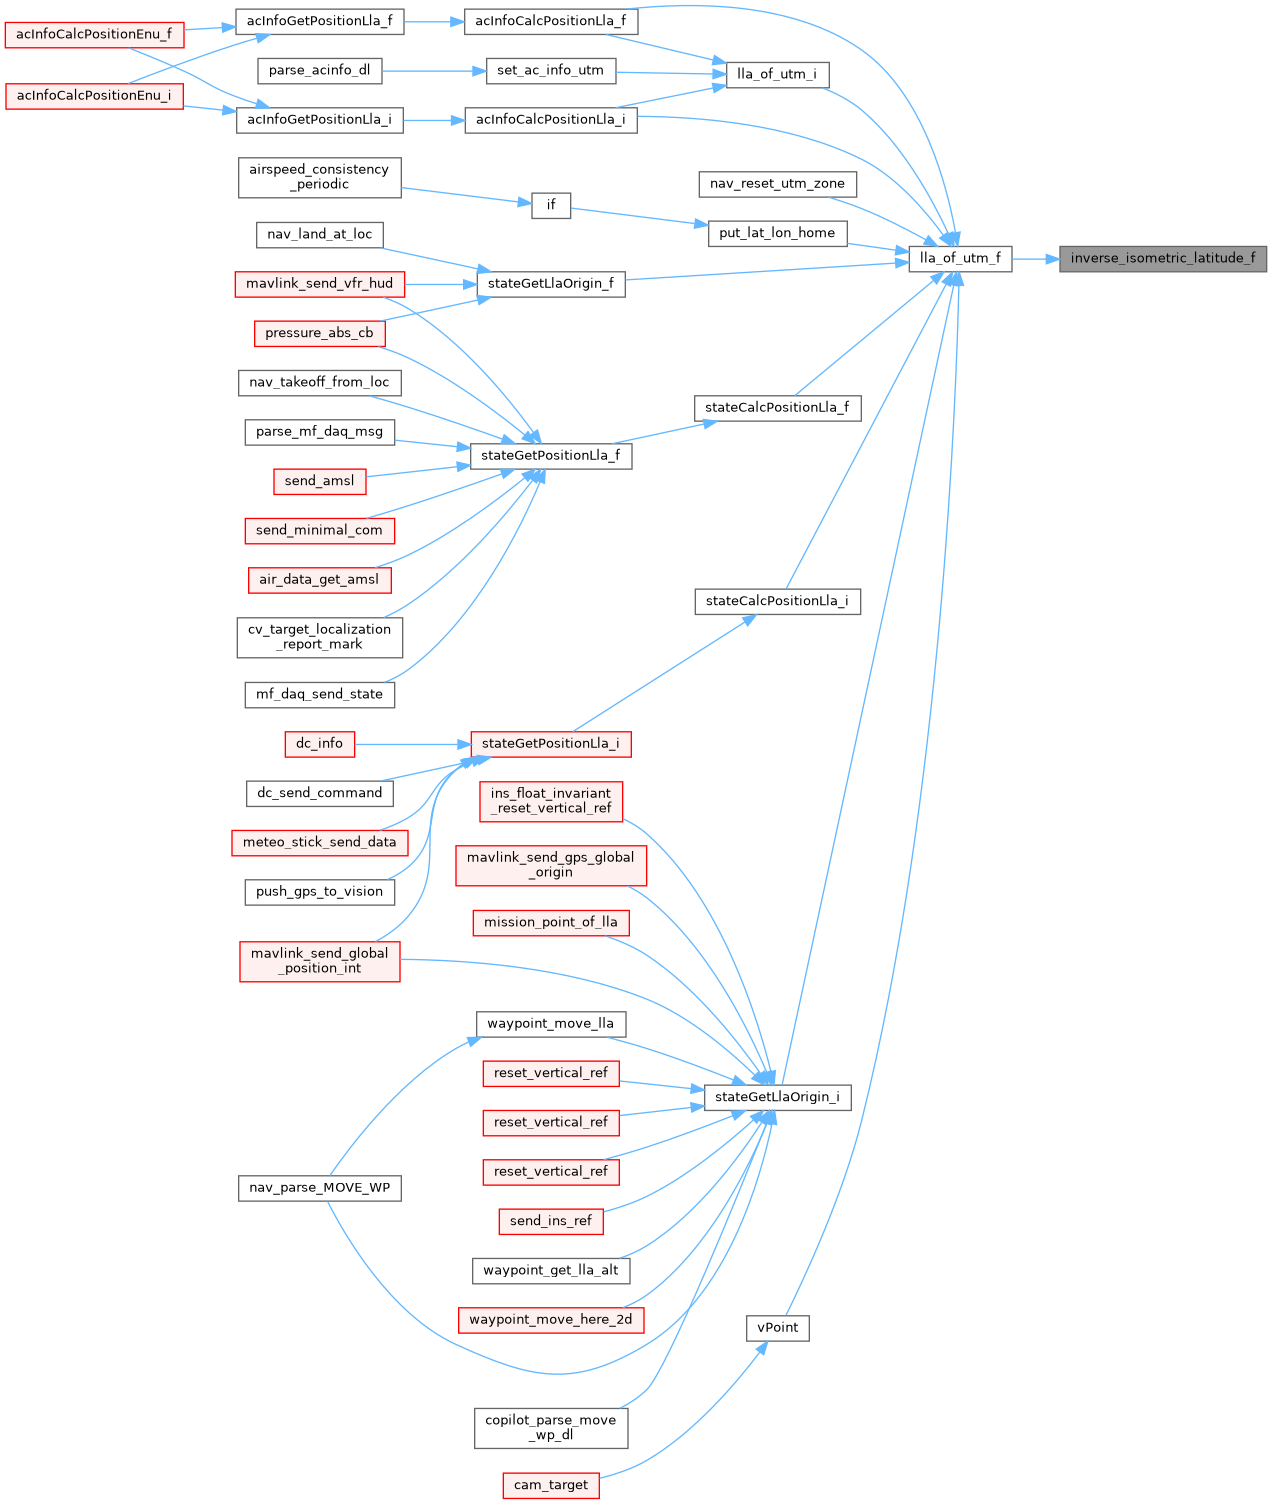 acInfoCalcPositionEnu_f
acInfoCalcPositionEnu_i
acInfoGetPositionLla_f
parse_acinfo_dl
acInfoGetPositionLla_i
airspeed_consistency
_periodic
nav_land_at_loc
mavlink_send_vfr_hud
pressure_abs_cb
nav_takeoff_from_loc
parse_mf_daq_msg
send_amsl
send_minimal_com
air_data_get_amsl
cv_target_localization
_report_mark
mf_daq_send_state
dc_info
dc_send_command
meteo_stick_send_data
push_gps_to_vision
mavlink_send_global
_position_int
nav_parse_MOVE_WP
acInfoCalcPositionLla_f
set_ac_info_utm
acInfoCalcPositionLla_i
if
stateGetLlaOrigin_f
stateGetPositionLla_f
stateGetPositionLla_i
ins_float_invariant
_reset_vertical_ref
mavlink_send_gps_global
_origin
mission_point_of_lla
waypoint_move_lla
reset_vertical_ref
reset_vertical_ref
reset_vertical_ref
send_ins_ref
waypoint_get_lla_alt
waypoint_move_here_2d
copilot_parse_move
_wp_dl
cam_target
lla_of_utm_i
nav_reset_utm_zone
put_lat_lon_home
stateCalcPositionLla_f
stateCalcPositionLla_i
stateGetLlaOrigin_i
vPoint
lla_of_utm_f
inverse_isometric_latitude_f